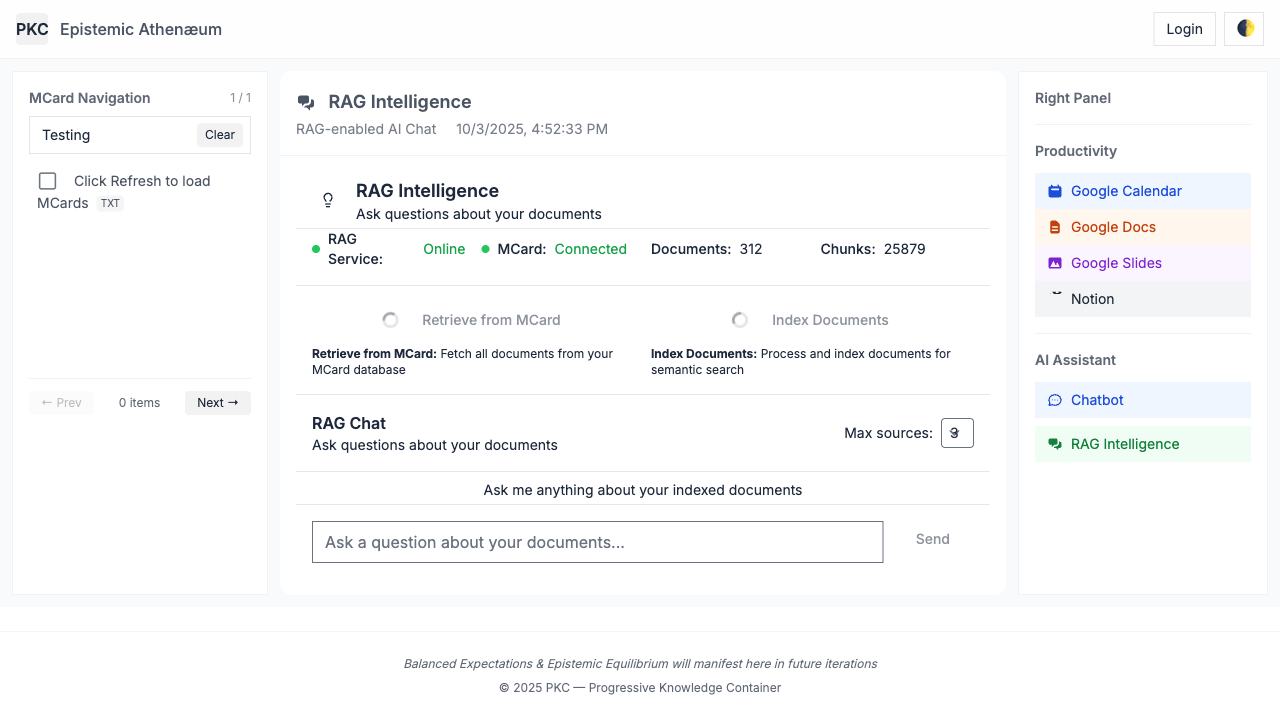 PKC Epistemic Athenæum
Login
MCard Navigation 1 / 1
Testing Clear
Click Refresh to load
MCards TXT
← Prev 0 items Next →
RAG Intelligence
RAG-enabled AI Chat 10/3/2025, 4:52:33 PM
RAG Intelligence
Ask questions about your documents
RAG
Service: Online MCard: Connected Documents: 312 Chunks: 25879
Retrieve from MCard Index Documents
Retrieve from MCard: Fetch all documents from your
MCard database
Index Documents: Process and index documents for
semantic search
RAG Chat
Ask questions about your documents
Max sources:
Ask me anything about your indexed documents
Ask a question about your documents... Send
Right Panel
Productivity
Google Calendar
Google Docs
Google Slides
Notion
AI Assistant
Chatbot
RAG Intelligence
Balanced Expectations & Epistemic Equilibrium will manifest here in future iterations
© 2025 PKC — Progressive Knowledge Container